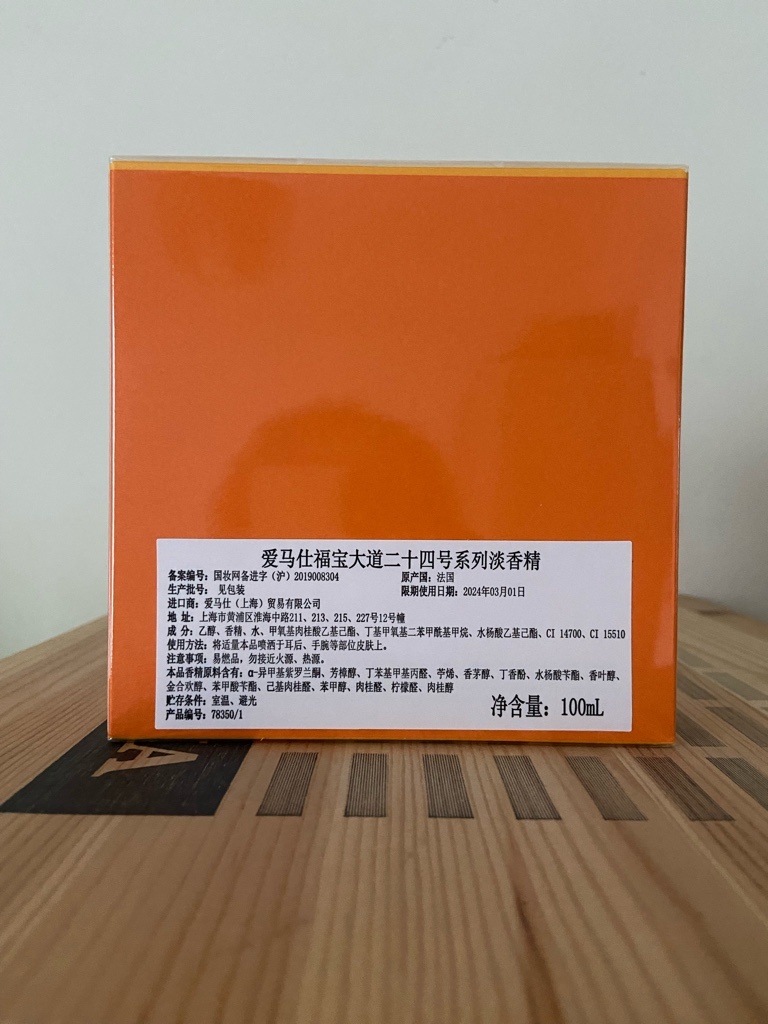 爱马仕福宝大道二十四号系列淡香精
备案编号：国妆网备进字（沪）2019008304 原产国：法国
生产批号： 见包装 限期使用日期：2024年03月01日
进口商：爱马仕（上海）贸易有限公司
地 址：上海市黄浦区淮海中路211、213、215、227号12号幢
成 分：乙醇、香精、水、甲氧基肉桂酸乙基己酯、丁基甲氧基二苯甲酰基甲烷、水杨酸乙基己酯、CI 14700、CI 15510
使用方法：将适量本品喷洒于耳后、手腕等部位皮肤上。
注意事项：易燃品，勿接近火源、热源。
本品香精原料含有：α-异甲基紫罗兰酮、芳樟醇、丁苯基甲基丙醛、苧烯、香茅醇、丁香酚、水杨酸苄酯、香叶醇、
金合欢醇、苯甲酸苄酯、己基肉桂醛、苯甲醇、肉桂醛、柠檬醛、肉桂醇
贮存条件：室温、避光
产品编号：78350/1
净含量：100mL
A